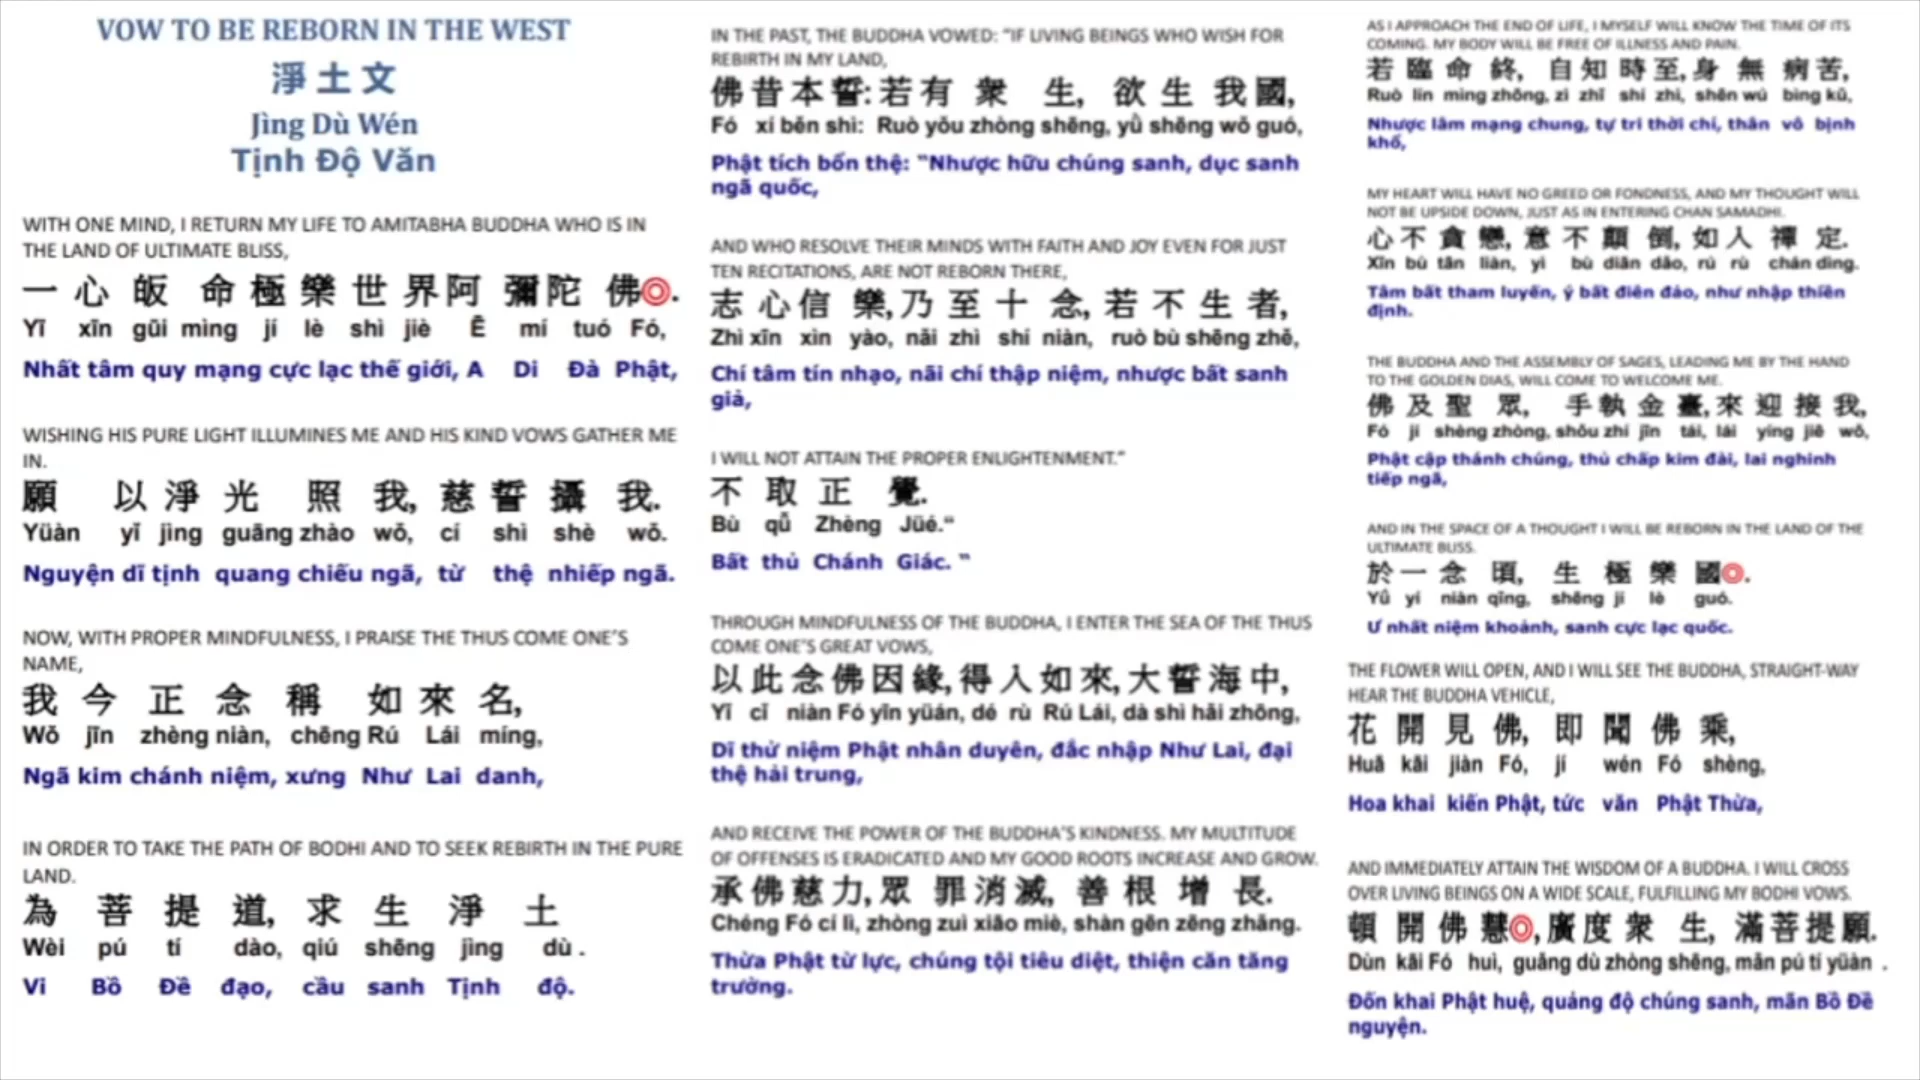 VOW TO BE REBORN IN THE WEST
淨土文
Jìng Dù Wén
Tịnh Độ Văn
WITH ONE MIND, I RETURN MY LIFE TO AMITABHA BUDDHA WHO IS IN
THE LAND OF ULTIMATE BLISS,
一心皈命極樂世界阿彌陀佛◎.
Yī xīn gūi mìng jí lè shì jiè Ē mí tuó Fó,
Nhất tâm quy mạng cực lạc thế giới, A Di Đà Phật,
WISHING HIS PURE LIGHT ILLUMINES ME AND HIS KIND VOWS GATHER ME
IN.
願以淨光照我, 慈誓攝我.
Yüàn yǐ jìng guāng zhào wǒ, cí shì shè wǒ.
Nguyện dĩ tịnh quang chiếu ngã, từ thệ nhiếp ngã.
NOW, WITH PROPER MINDFULNESS, I PRAISE THE THUS COME ONE'S
NAME,
我今正念稱如來名,
Wǒ jīn zhèng niàn, chēng Rú Lái míng,
Ngã kim chánh niệm, xưng Như Lai danh,
IN ORDER TO TAKE THE PATH OF BODHI AND TO SEEK REBIRTH IN THE PURE
LAND.
為菩提道, 求生淨土
Wèi pú tí dào, qiú shēng jìng dù .
Vi Bồ Đề đạo, cầu sanh Tịnh độ.
IN THE PAST, THE BUDDHA VOWED: "IF LIVING BEINGS WHO WISH FOR
REBIRTH IN MY LAND,
佛昔本誓: 若有衆生, 欲生我國,
Fó xí běn shì: Ruò yǒu zhòng shēng, yǜ shēng wǒ guó,
Phật tích bổn thệ: "Nhược hữu chúng sanh, dục sanh
ngã quốc,
AND WHO RESOLVE THEIR MINDS WITH FAITH AND JOY EVEN FOR JUST
TEN RECITATIONS, ARE NOT REBORN THERE,
志心信樂, 乃至十念, 若不生者,
Zhì xīn xìn yào, nǎi zhì shí niàn, ruò bù shēng zhě,
Chí tâm tín nhạo, nãi chí thập niệm, nhược bất sanh
giả,
I WILL NOT ATTAIN THE PROPER ENLIGHTENMENT."
不取正覺.
Bù qǚ Zhèng Jüé."
Bất thủ Chánh Giác. "
THROUGH MINDFULNESS OF THE BUDDHA, I ENTER THE SEA OF THE THUS
COME ONE'S GREAT VOWS,
以此念佛因緣, 得入如來, 大誓海中,
Yǐ cǐ niàn Fó yīn yüán, dé rù Rú Lái, dà shì hǎi zhōng,
Dĩ thử niệm Phật nhân duyên, đắc nhập Như Lai, đại
thệ hải trung,
AND RECEIVE THE POWER OF THE BUDDHA'S KINDNESS. MY MULTITUDE
OF OFFENSES IS ERADICATED AND MY GOOD ROOTS INCREASE AND GROW.
承佛慈力, 眾罪消滅, 善根增長.
Chéng Fó cí lì, zhòng zuì xiāo miè, shàn gēn zēng zhǎng.
Thừa Phật từ lực, chúng tội tiêu diệt, thiện căn tăng
trưởng.
AS I APPROACH THE END OF LIFE, I MYSELF WILL KNOW THE TIME OF ITS
COMING. MY BODY WILL BE FREE OF ILLNESS AND PAIN.
若臨命終, 自知時至, 身無病苦,
Ruò lín mìng zhōng, zì zhī shí zhì, shēn wú bìng kǔ,
Nhược lâm mạng chung, tự tri thời chí, thân vô bịnh
khổ,
MY HEART WILL HAVE NO GREED OR FONDNESS, AND MY THOUGHT WILL
NOT BE UPSIDE DOWN, JUST AS IN ENTERING CHAN SAMADHI.
心不貪戀, 意不顛倒, 如入禪定.
Xīn bù tān liàn, yì bù diān dǎo, rú rù chán dìng.
Tâm bất tham luyến, ý bất điên đảo, như nhập thiền
định.
THE BUDDHA AND THE ASSEMBLY OF SAGES, LEADING ME BY THE HAND
TO THE GOLDEN DIAS, WILL COME TO WELCOME ME.
佛及聖眾, 手執金臺, 來迎接我,
Fó jí shèng zhòng, shǒu zhí jīn tái, lái yíng jiē wǒ,
Phật cập thánh chúng, thủ chấp kim đài, lai nghinh
tiếp ngã,
AND IN THE SPACE OF A THOUGHT I WILL BE REBORN IN THE LAND OF THE
ULTIMATE BLISS.
於一念頃, 生極樂國◎.
Yǘ yí niàn qǐng, shēng jí lè guó.
Ư nhất niệm khoảnh, sanh cực lạc quốc.
THE FLOWER WILL OPEN, AND I WILL SEE THE BUDDHA, STRAIGHT-WAY
HEAR THE BUDDHA VEHICLE,
花開見佛, 即聞佛乘,
Huā kāi jiàn Fó, jí wén Fó shèng,
Hoa khai kiến Phật, tức văn Phật Thừa,
AND IMMEDIATELY ATTAIN THE WISDOM OF A BUDDHA. I WILL CROSS
OVER LIVING BEINGS ON A WIDE SCALE, FULFILLING MY BODHI VOWS.
頓開佛慧◎, 廣度衆生, 滿菩提願.
Dùn kāi Fó huì, guǎng dù zhòng shēng, mǎn pú tí yüàn .
Đốn khai Phật huệ, quảng độ chúng sanh, mãn Bồ Đề
nguyện.